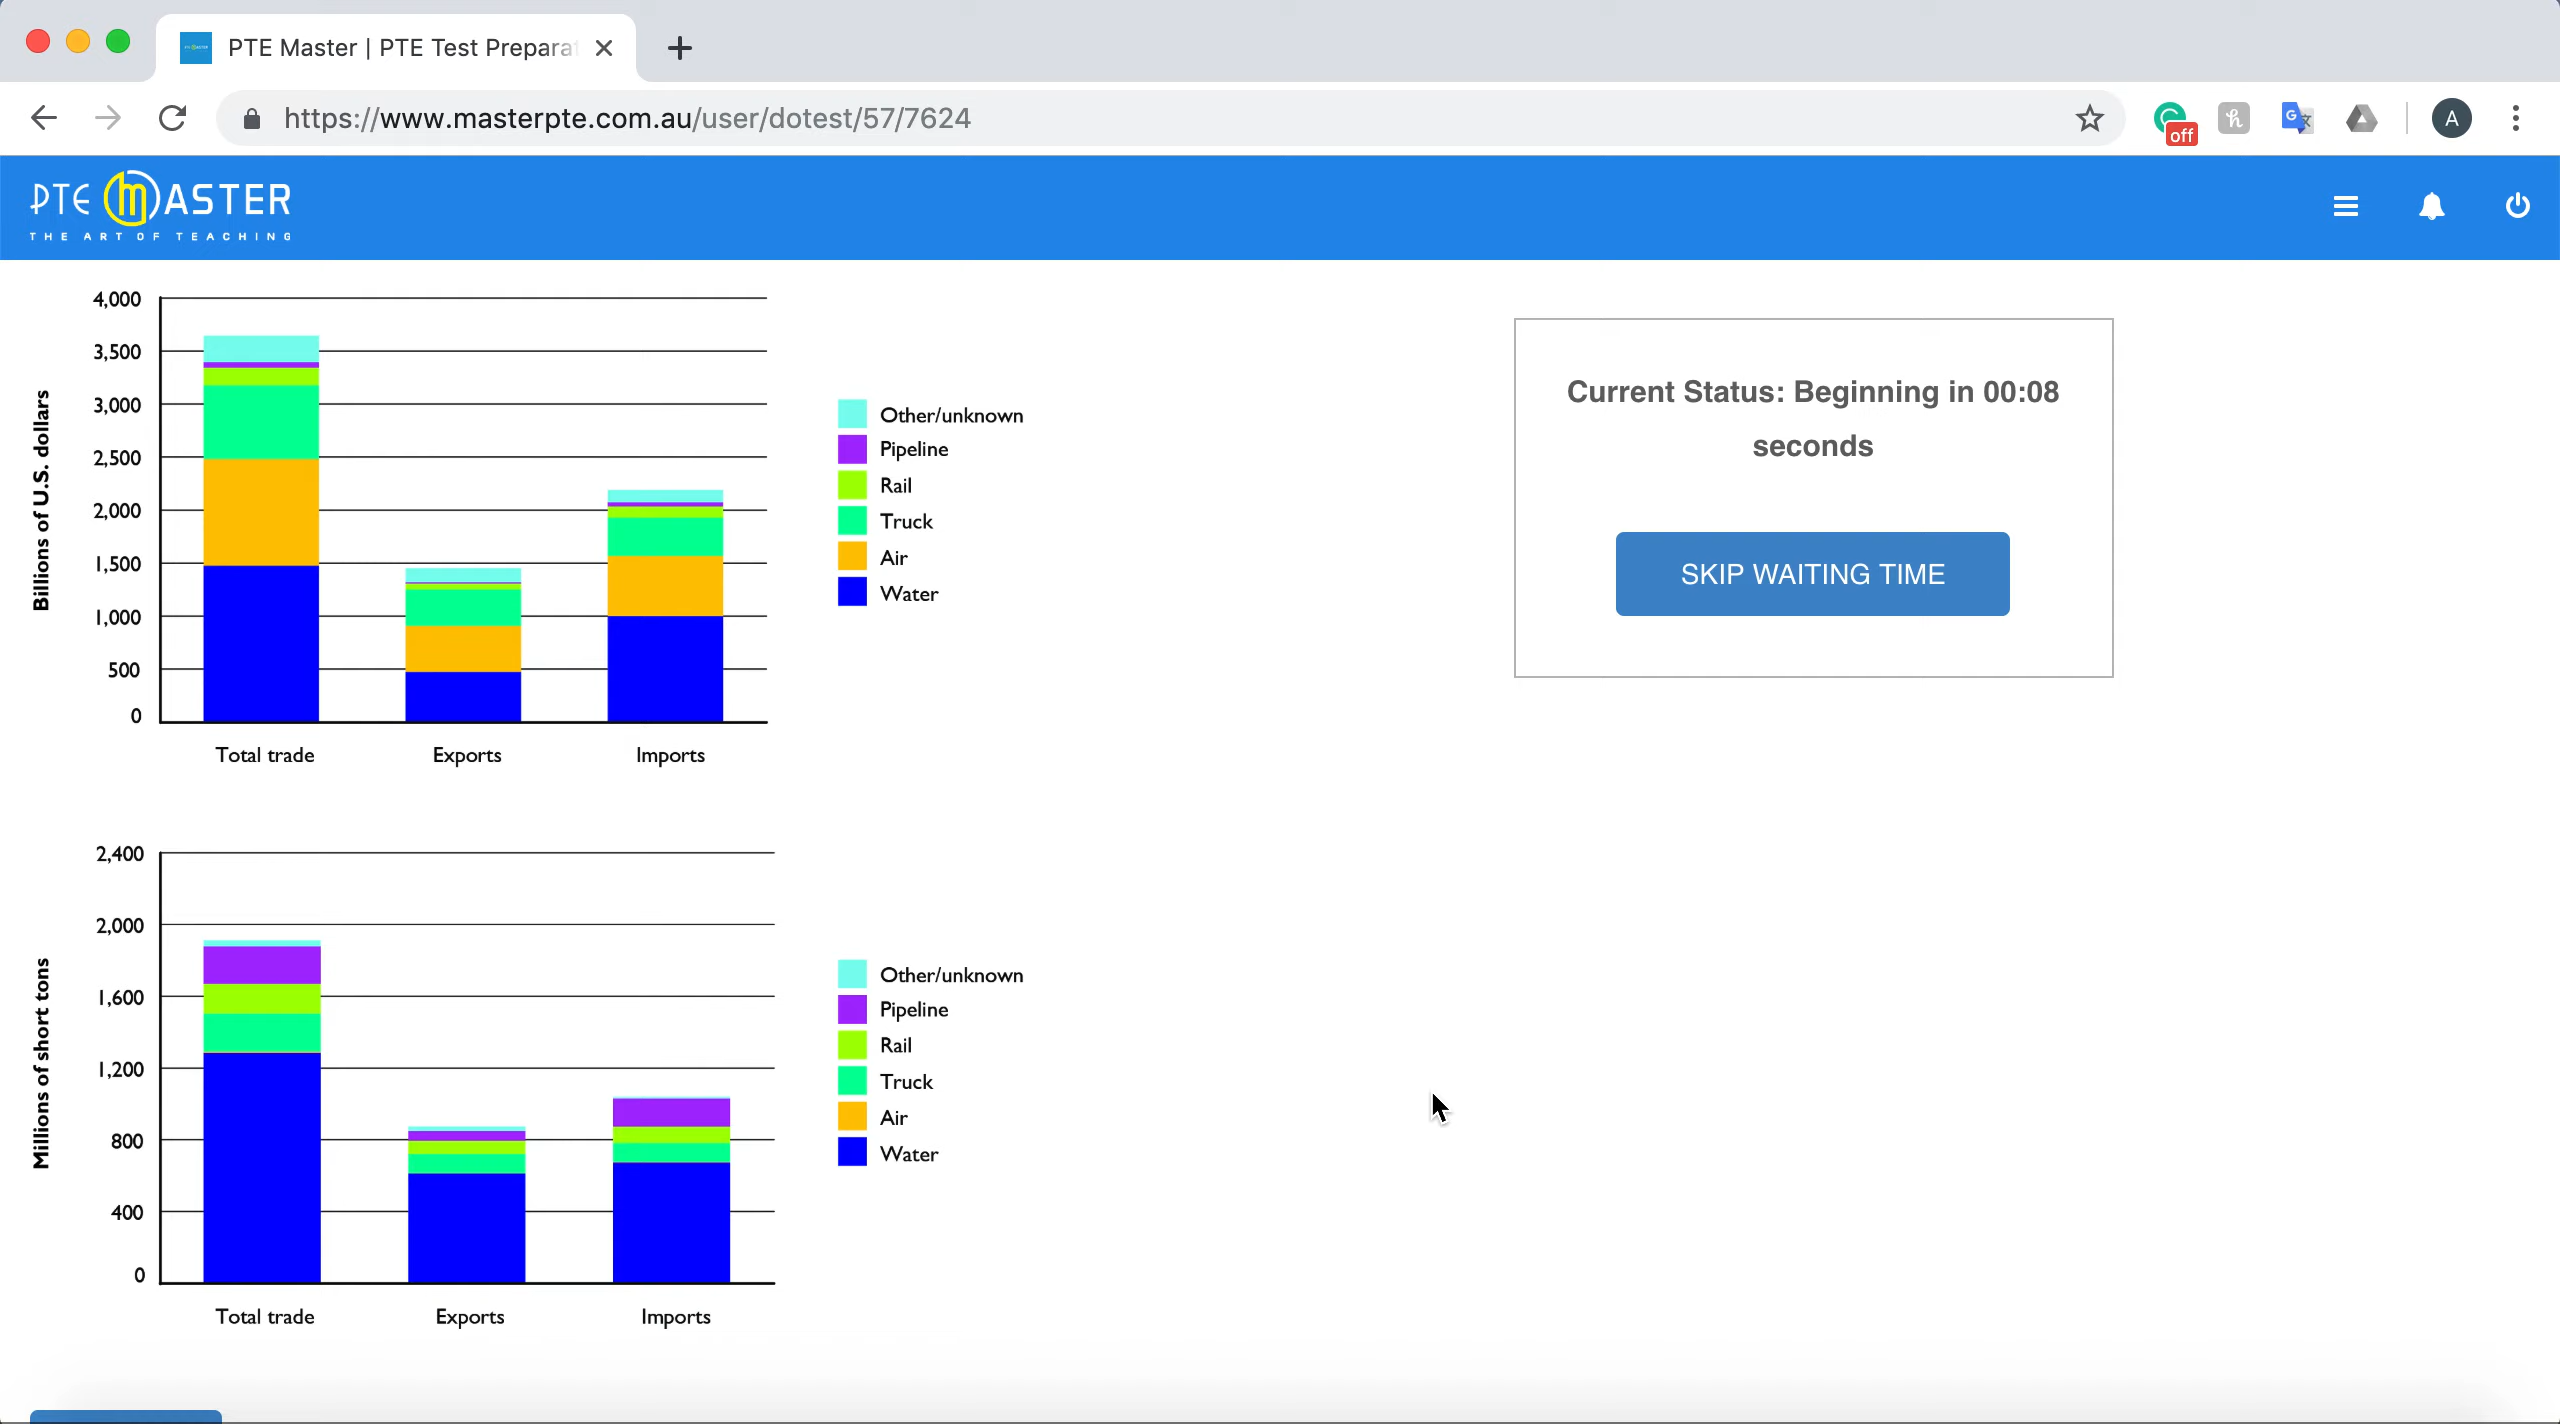 PTE Master | PTE Test Prepara
https://www.masterpte.com.au/user/dotest/57/7624
off
A
PTE MASTER
THE ART OF TEACHING
4,000
3,500
3,000
2,500
2,000
1,500
1,000
500
0
Billions of U.S. dollars
Total trade
Exports
Imports
Other/unknown
Pipeline
Rail
Truck
Air
Water
Current Status: Beginning in 00:08
seconds
SKIP WAITING TIME
2,400
2,000
1,600
1,200
800
400
0
Millions of short tons
Total trade
Exports
Imports
Other/unknown
Pipeline
Rail
Truck
Air
Water